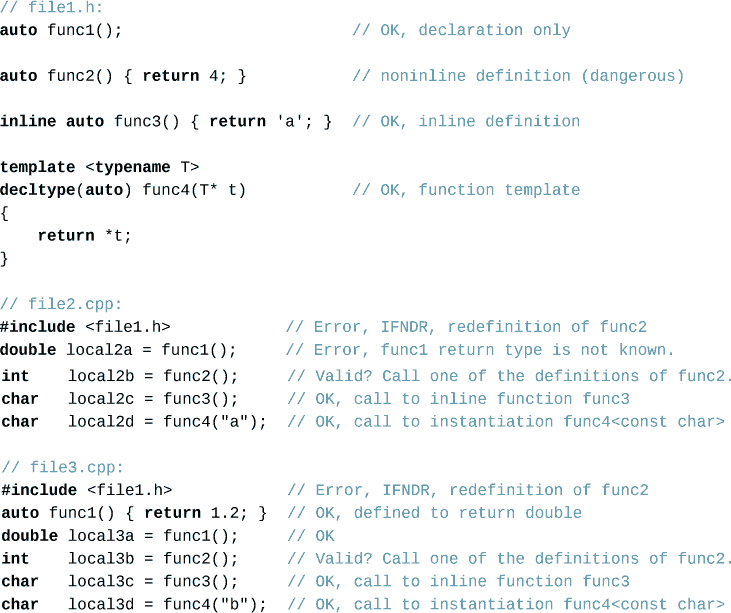 // file1.h:
auto func1();                        // OK, declaration only
auto func2() { return 4; }           // noninline definition (dangerous)
inline auto func3() { return 'a'; }  // OK, inline definition
template <typename T>
decltype(auto) func4(T* t)           // OK, function template
{
    return *t;
}
// file2.cpp:
#include <file1.h>            // Error, IFNDR, redefinition of func2
double local2a = func1();     // Error, func1 return type is not known.
int    local2b = func2();     // Valid? Call one of the definitions of func2.
char   local2c = func3();     // OK, call to inline function func3
char   local2d = func4("a");  // OK, call to instantiation func4<const char>
// file3.cpp:
#include <file1.h>            // Error, IFNDR, redefinition of func2
auto func1() { return 1.2; }  // OK, defined to return double
double local3a = func1();     // OK
int    local3b = func2();     // Valid? Call one of the definitions of func2.
char   local3c = func3();     // OK, call to inline function func3
char   local3d = func4("b");  // OK, call to instantiation func4<const char>